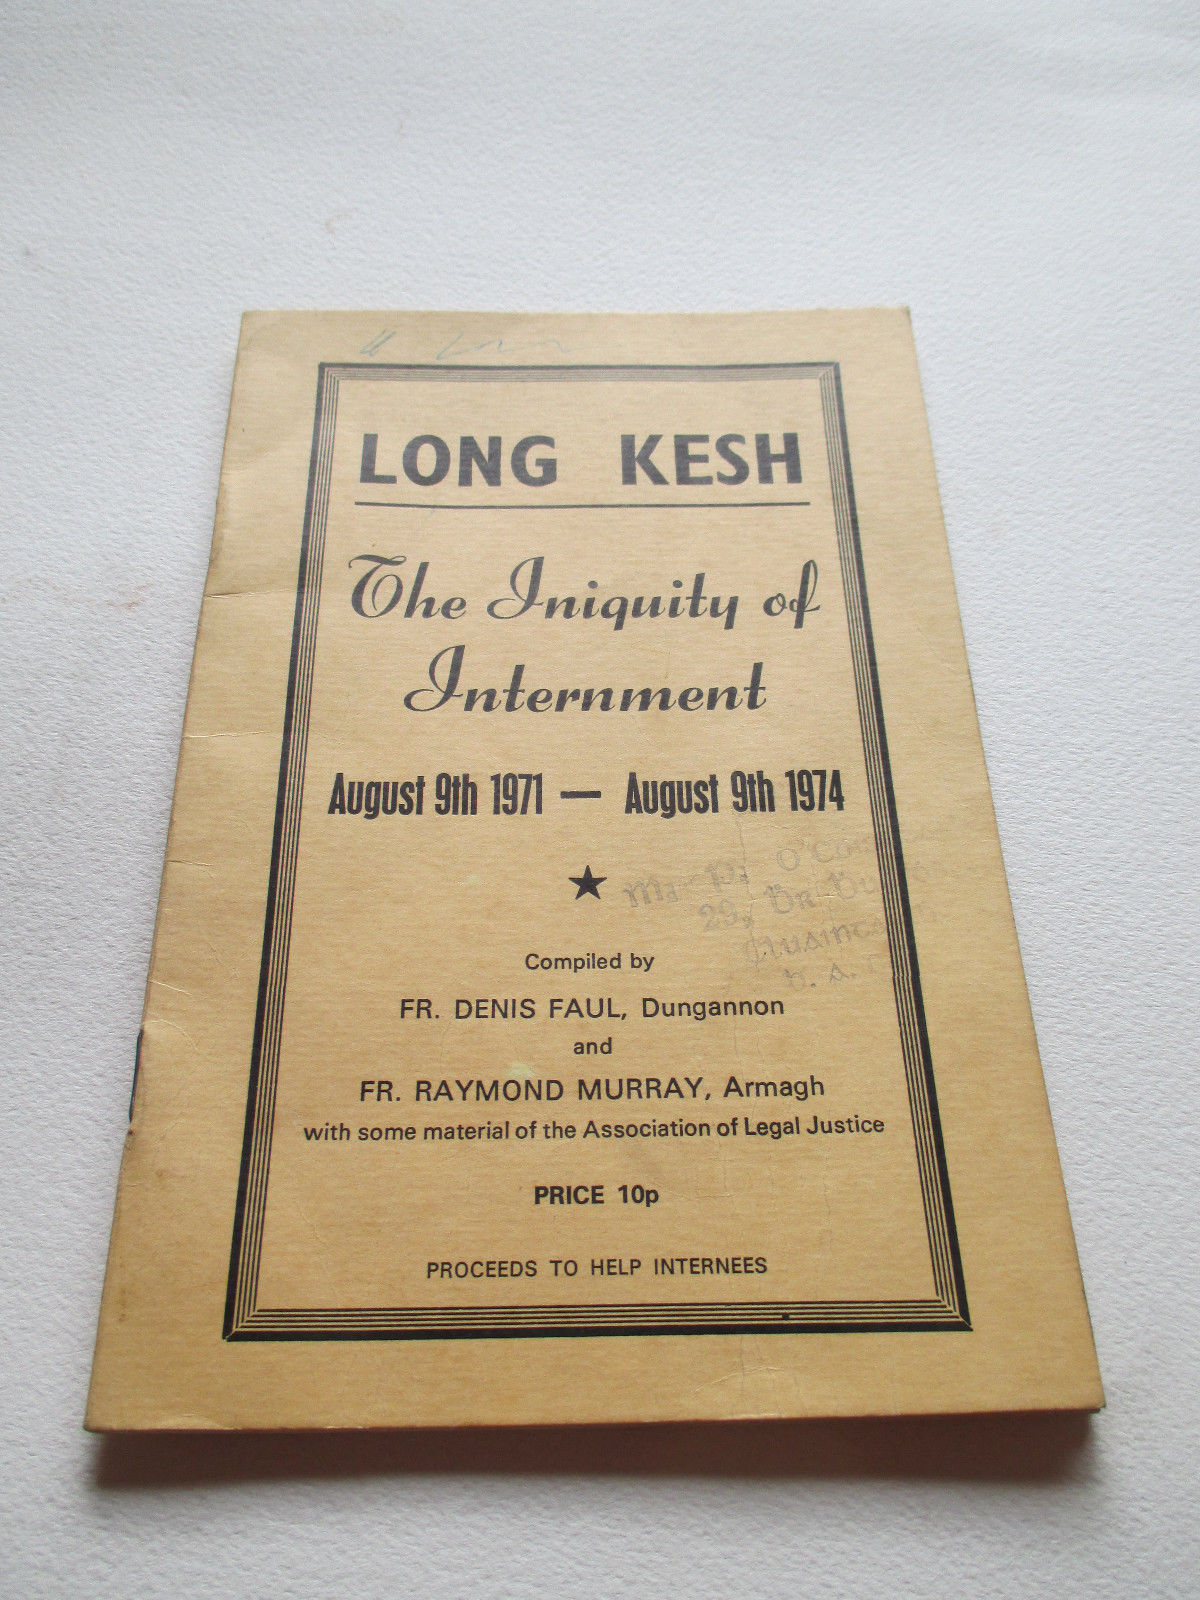 LONG KESH
The Iniquity of
Internment
August 9th 1971 — August 9th 1974
Compiled by
FR. DENIS FAUL, Dungannon
and
FR. RAYMOND MURRAY, Armagh
with some material of the Association of Legal Justice
PRICE 10p
PROCEEDS TO HELP INTERNEES